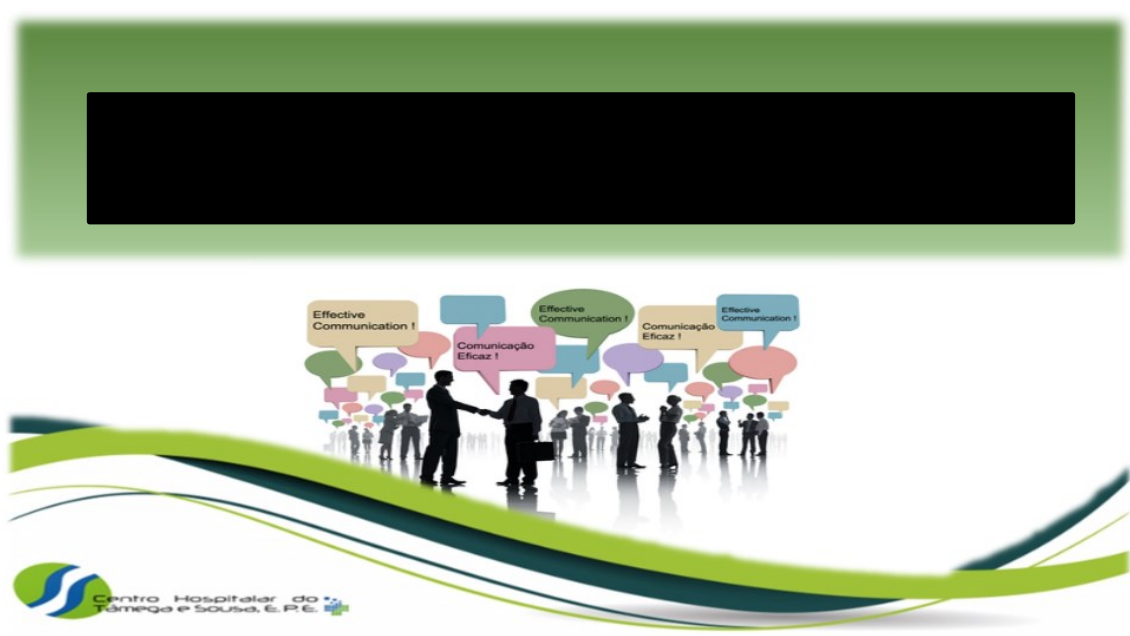 Effective
Communication !
Effective
Communication !
Effective
Communication !
Comunicação
Eficaz !
Comunicação
Eficaz !
Centro Hospitalar do
Tâmega e Sousa, E.P.E.